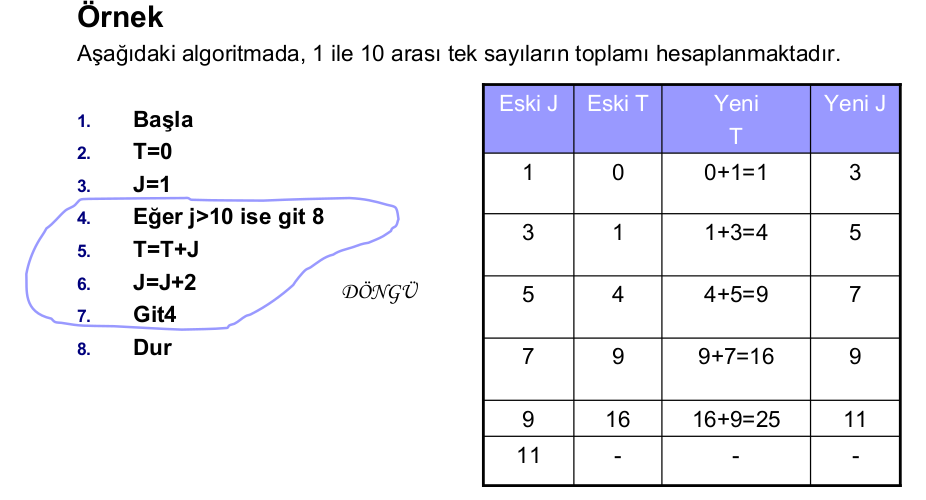 Örnek
Aşağıdaki algoritmada, 1 ile 10 arası tek sayıların toplamı hesaplanmaktadır.
1. Başla
2. T=0
3. J=1
4. Eğer j>10 ise git 8
5. T=T+J
6. J=J+2
7. Git4
8. Dur
DÖNGÜ
Eski J Eski T Yeni T Yeni J
1 0 0+1=1 3
3 1 1+3=4 5
5 4 4+5=9 7
7 9 9+7=16 9
9 16 16+9=25 11
11 - - -